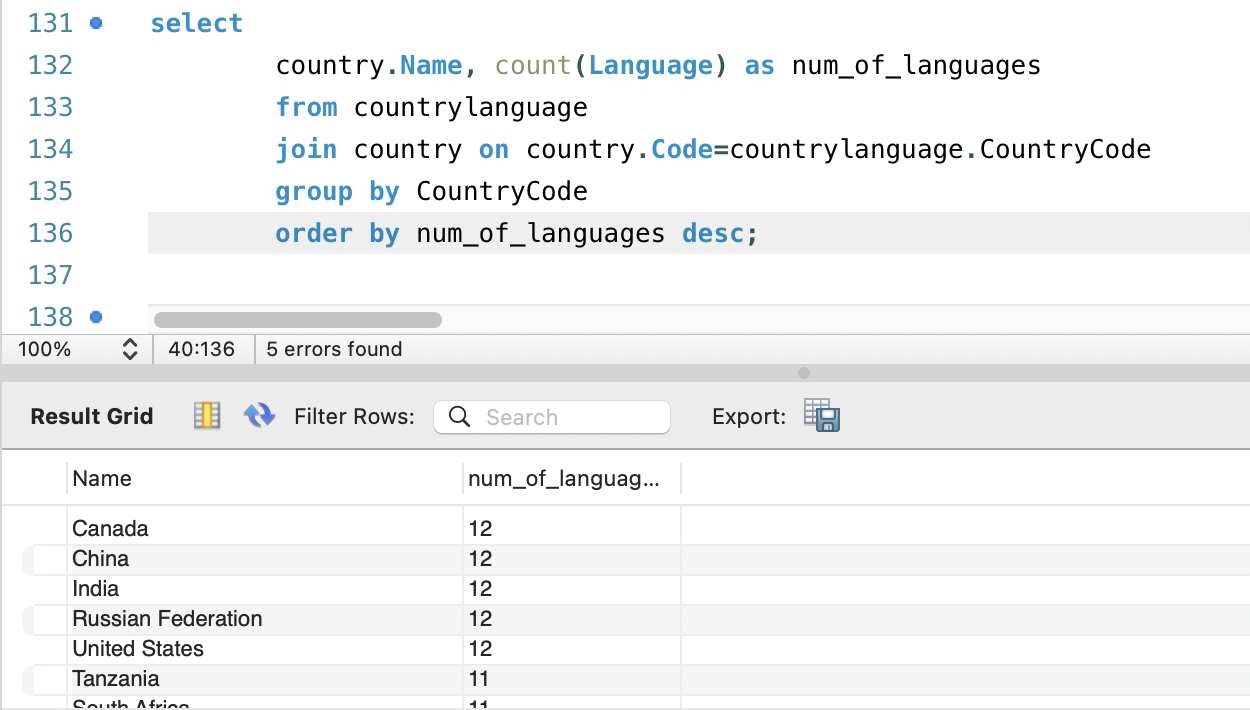 131 select
132 country.Name, count(Language) as num_of_languages
133 from countrylanguage
134 join country on country.Code=countrylanguage.CountryCode
135 group by CountryCode
136 order by num_of_languages desc;
137
138
100% 40:136 5 errors found
Result Grid Filter Rows: Search Export:
Name num_of_languag...
Canada 12
China 12
India 12
Russian Federation 12
United States 12
Tanzania 11
South Africa 11